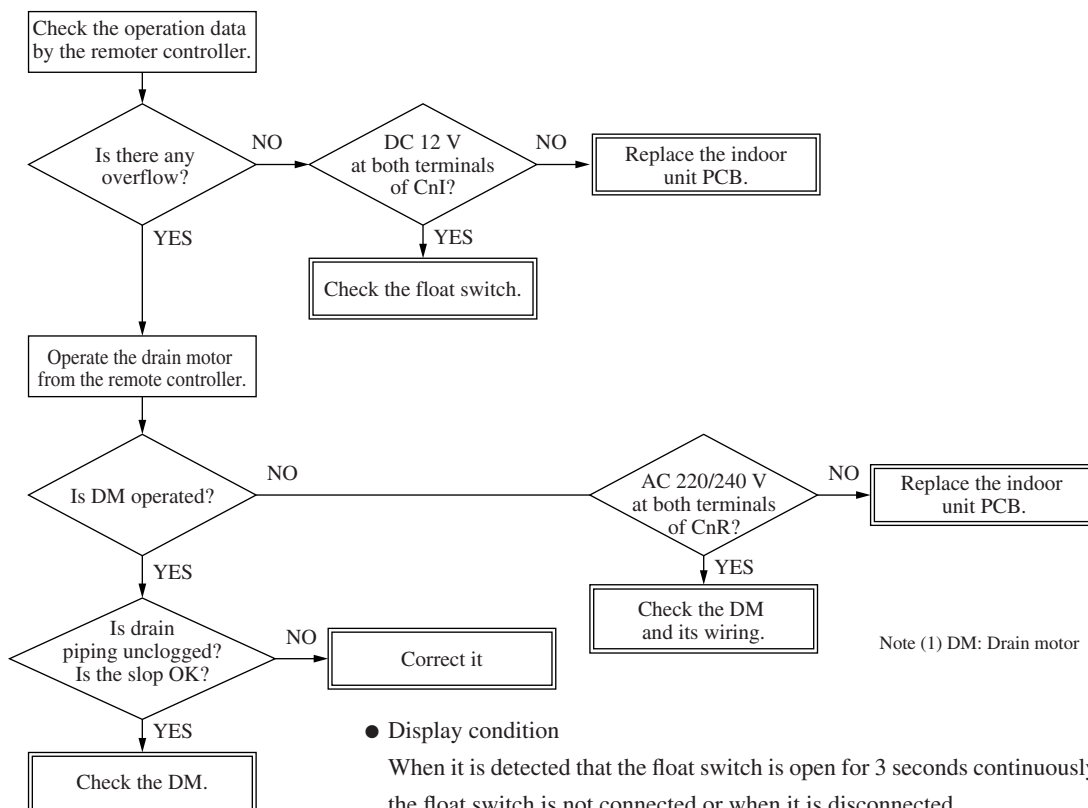 Check the operation data
by the remoter controller.
Is there any
overflow?
NO
DC 12 V
at both terminals
of CnI?
NO
Replace the indoor
unit PCB.
YES
YES
Check the float switch.
Operate the drain motor
from the remote controller.
Is DM operated?
NO
AC 220/240 V
at both terminals
of CnR?
NO
Replace the indoor
unit PCB.
YES
YES
Check the DM
and its wiring.
Note (1) DM: Drain motor
Is drain
piping unclogged?
Is the slop OK?
NO
Correct it
YES
Check the DM.
● Display condition
When it is detected that the float switch is open for 3 seconds continuously
the float switch is not connected or when it is disconnected